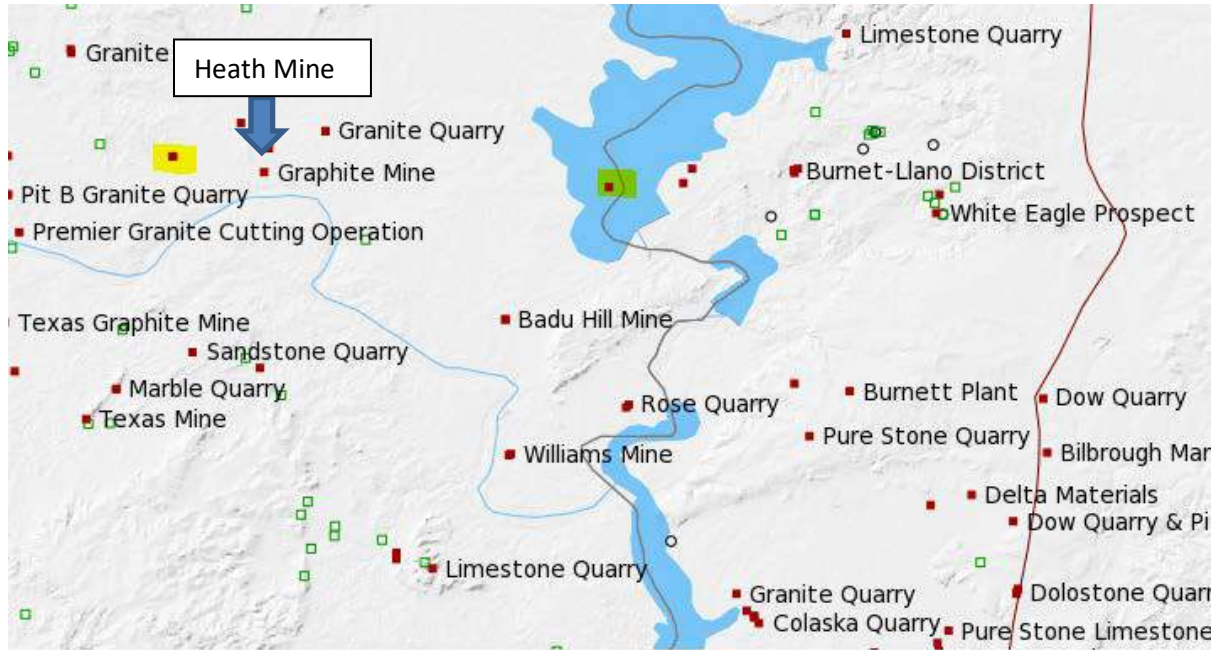 Limestone Quarry
Granite
Heath Mine
Granite Quarry
Graphite Mine
Burnet-Llano District
Pit B Granite Quarry
White Eagle Prospect
Premier Granite Cutting Operation
Badu Hill Mine
Texas Graphite Mine
Sandstone Quarry
Marble Quarry
Burnett Plant
Dow Quarry
Rose Quarry
Texas Mine
Pure Stone Quarry
Williams Mine
Bilbrough Mar
Delta Materials
Dow Quarry & Pi
Limestone Quarry
Granite Quarry
Dolostone Quarr
Colaska Quarry
Pure Stone Limestone